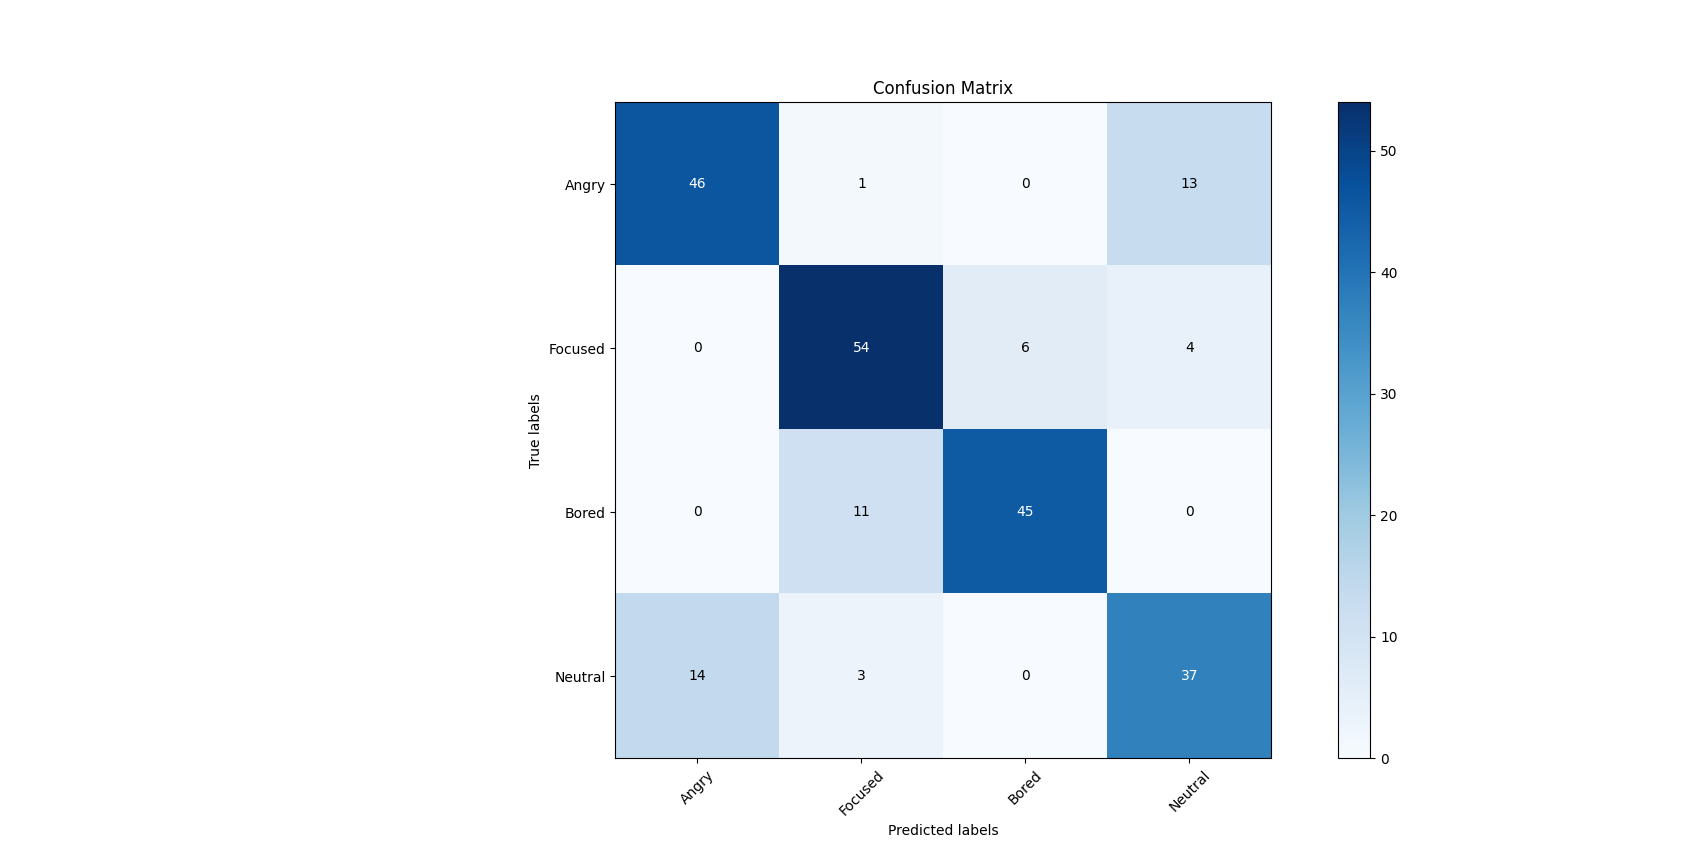 Confusion Matrix
Angry 46 1 0 13
Focused 0 54 6 4
Bored 0 11 45 0
Neutral 14 3 0 37
True labels
Angry Focused Bored Neutral
Predicted labels
50
40
30
20
10
0